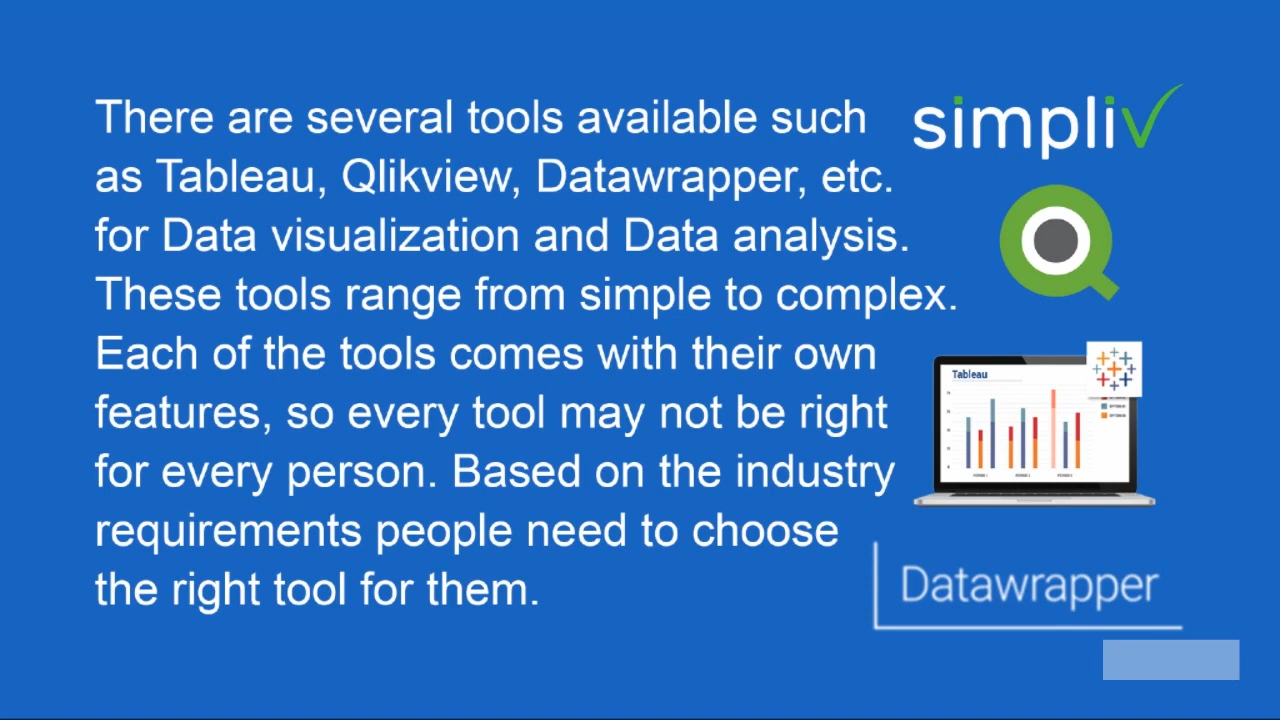 There are several tools available such
as Tableau, Qlikview, Datawrapper, etc.
for Data visualization and Data analysis.
These tools range from simple to complex.
Each of the tools comes with their own
features, so every tool may not be right
for every person. Based on the industry
requirements people need to choose
the right tool for them.
simpliv
Tableau
Datawrapper